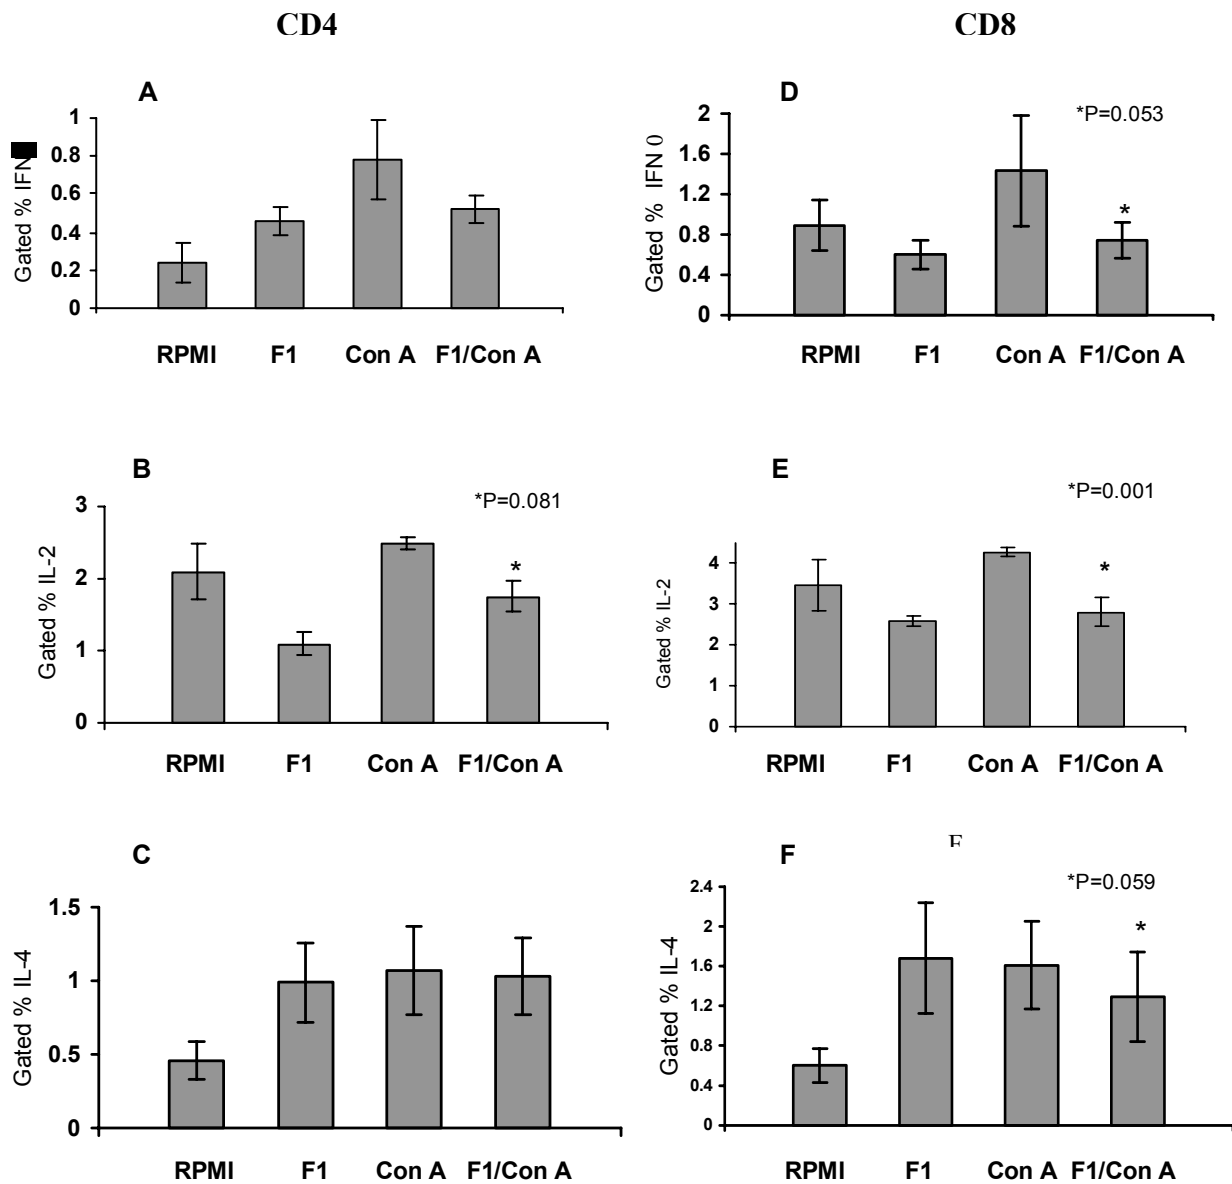 CD4
CD8
A
Gated % IFN
1
0.8
0.6
0.4
0.2
0
RPMI F1 Con A F1/Con A
D
*P=0.053
Gated % IFN 0
2
1.6
1.2
0.8
0.4
0
*
RPMI F1 Con A F1/Con A
B
*P=0.081
Gated % IL-2
3
2
1
0
*
RPMI F1 Con A F1/Con A
E
*P=0.001
Gated % IL-2
4
3
2
1
0
*
RPMI F1 Con A F1/Con A
C
Gated % IL-4
1.5
1
0.5
0
RPMI F1 Con A F1/Con A
F
*P=0.059
Gated % IL-4
2.4
2
1.6
1.2
0.8
0.4
0
*
RPMI F1 Con A F1/Con A